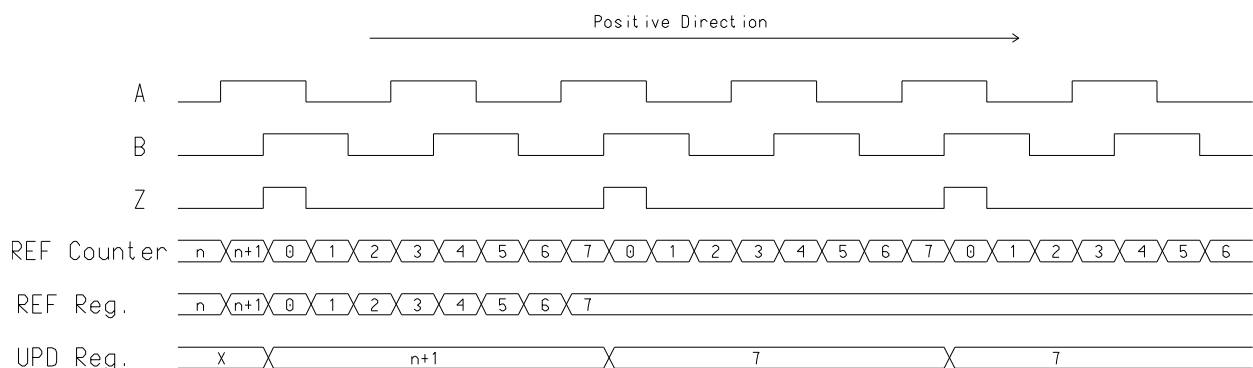 Positive Direction
A
B
Z
REF Counter n n+1 0 1 2 3 4 5 6 7 0 1 2 3 4 5 6 7 0 1 2 3 4 5 6
REF Reg. n n+1 0 1 2 3 4 5 6 7
UPD Reg. X n+1 7 7